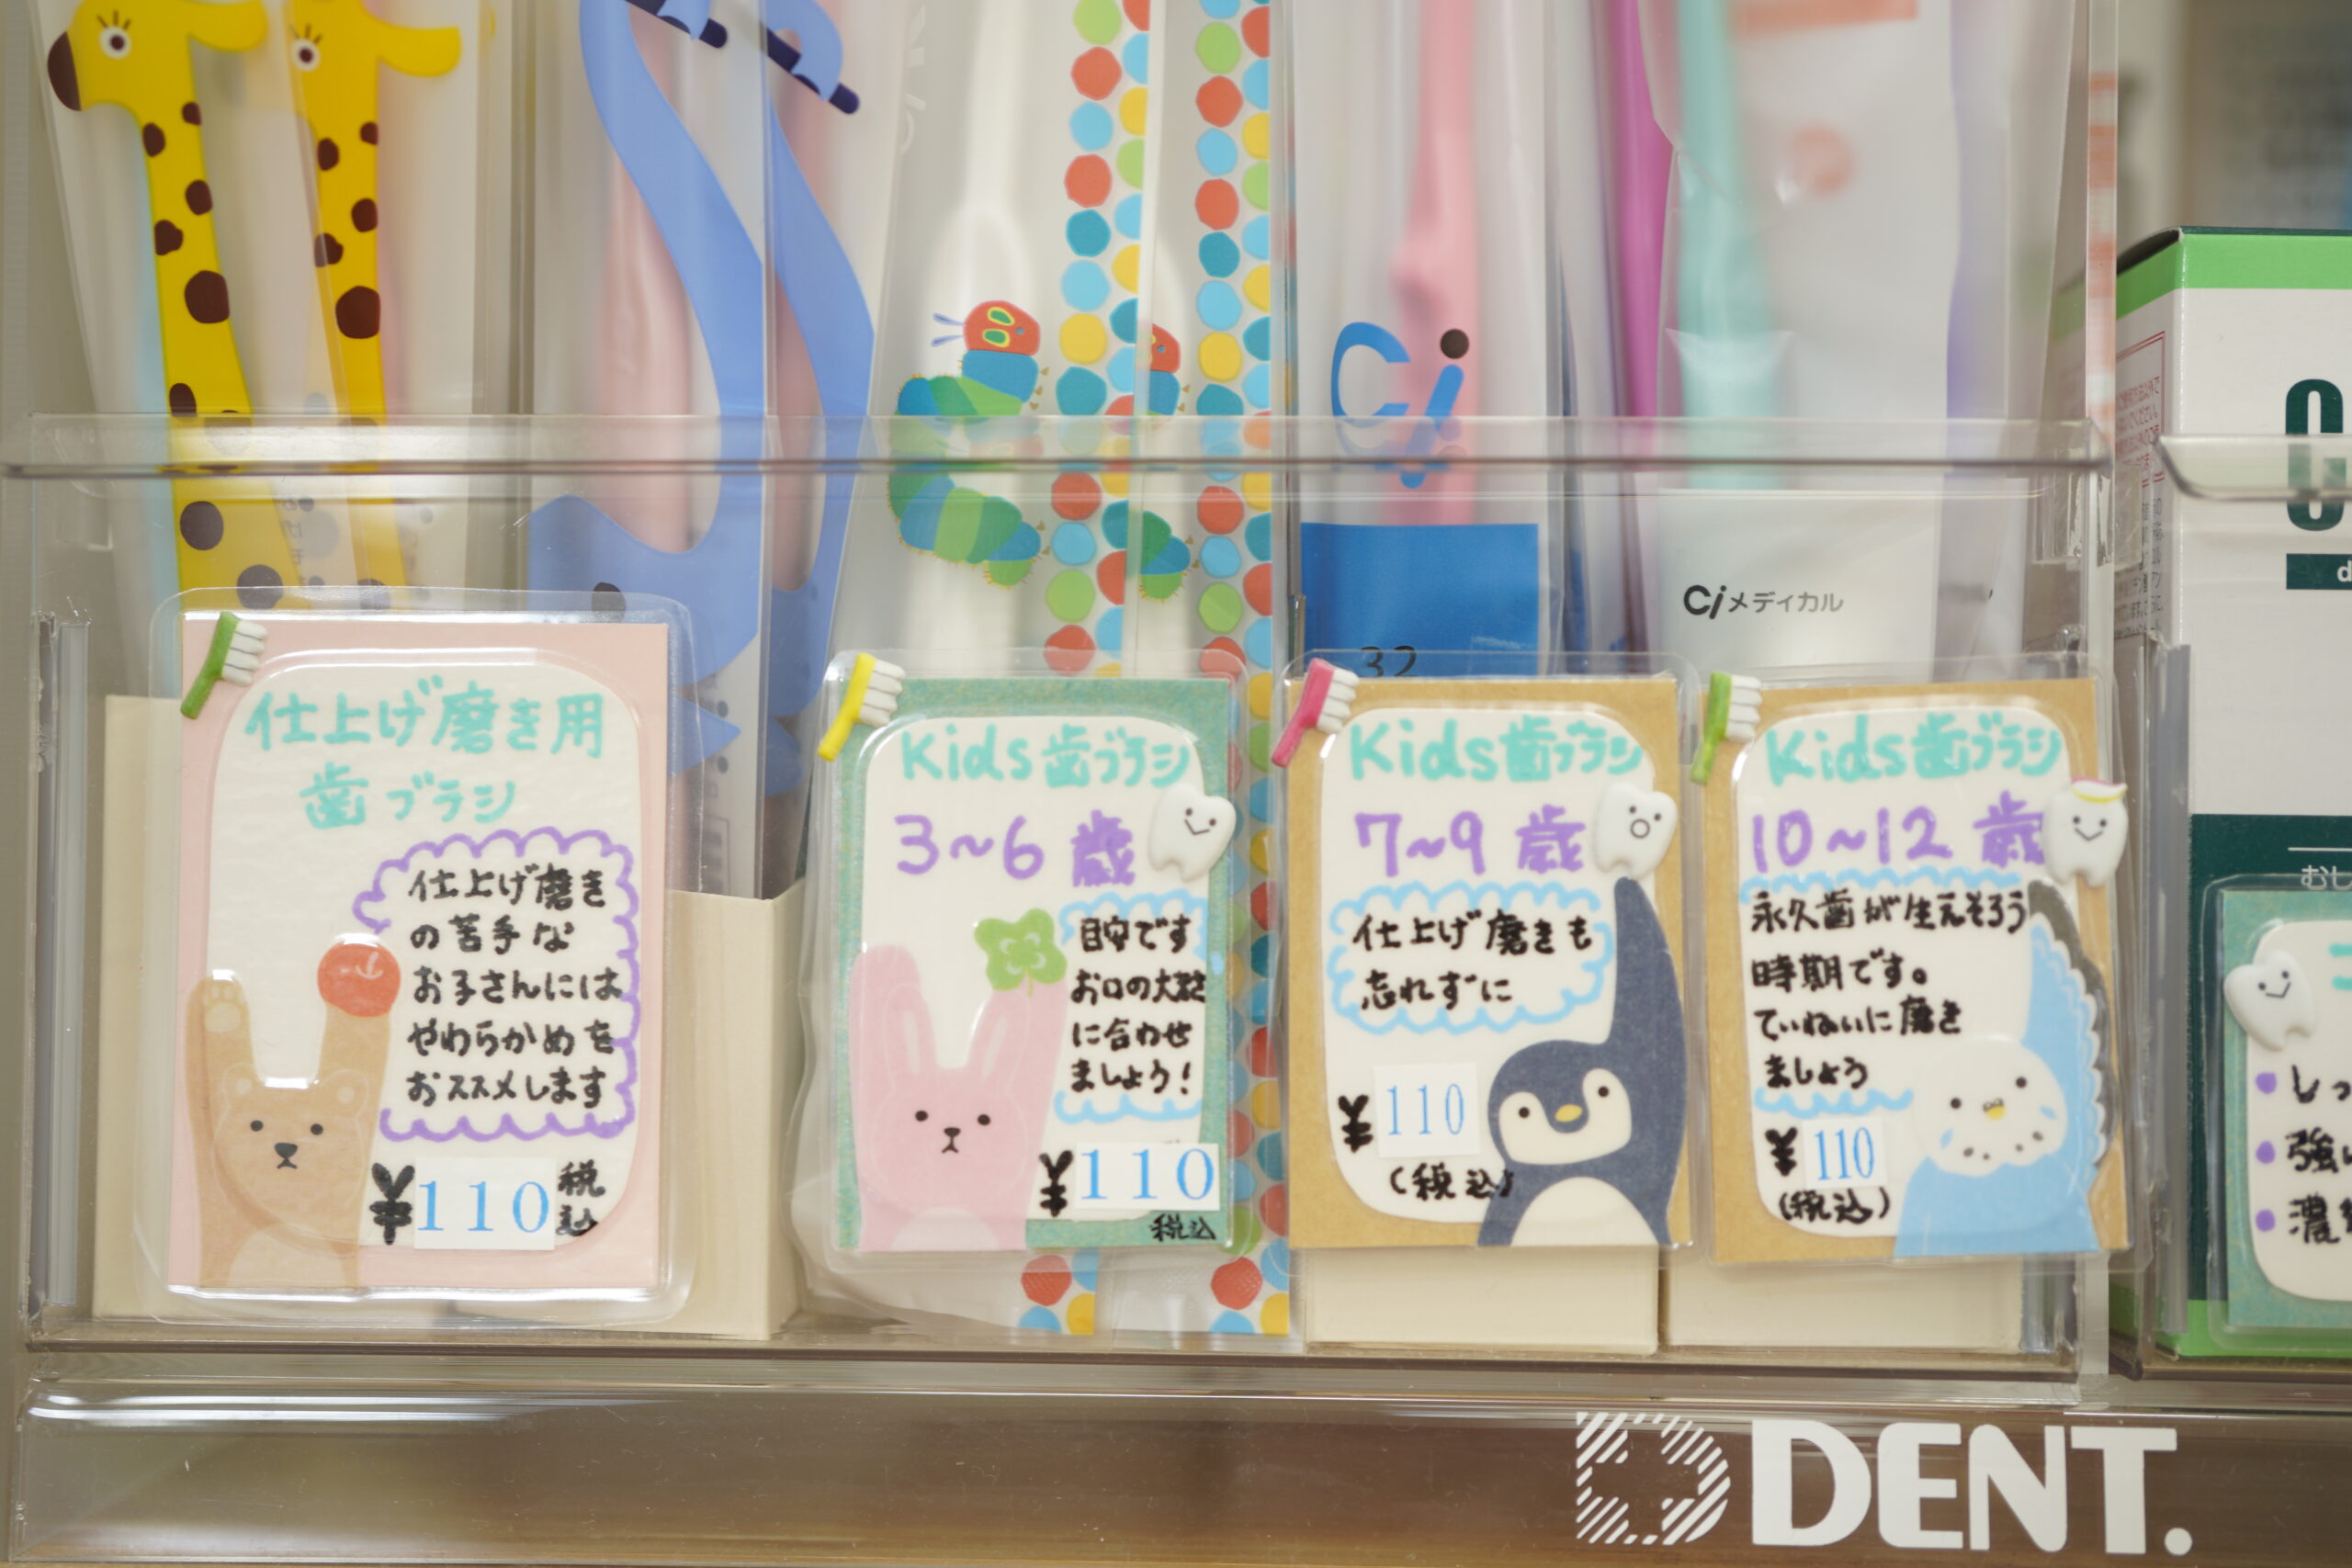 Ci
32
Ciメディカル
仕上げ磨き用
歯ブラシ
仕上げ磨き
の苦手な
お子さんには
やわらかめを
おススメします
¥110 税込
Kids歯ブラシ
3~6歳
目安です
お口の大きさ
に合わせ
ましょう!
¥110
税込
Kids歯ブラシ
7~9歳
仕上げ磨きも
忘れずに
¥110
(税込)
Kids歯ブラシ
10~12歳
永久歯が生えそろう
時期です。
ていねいに磨き
ましょう
¥110
(税込)
むし
しっ
強い
DENT.